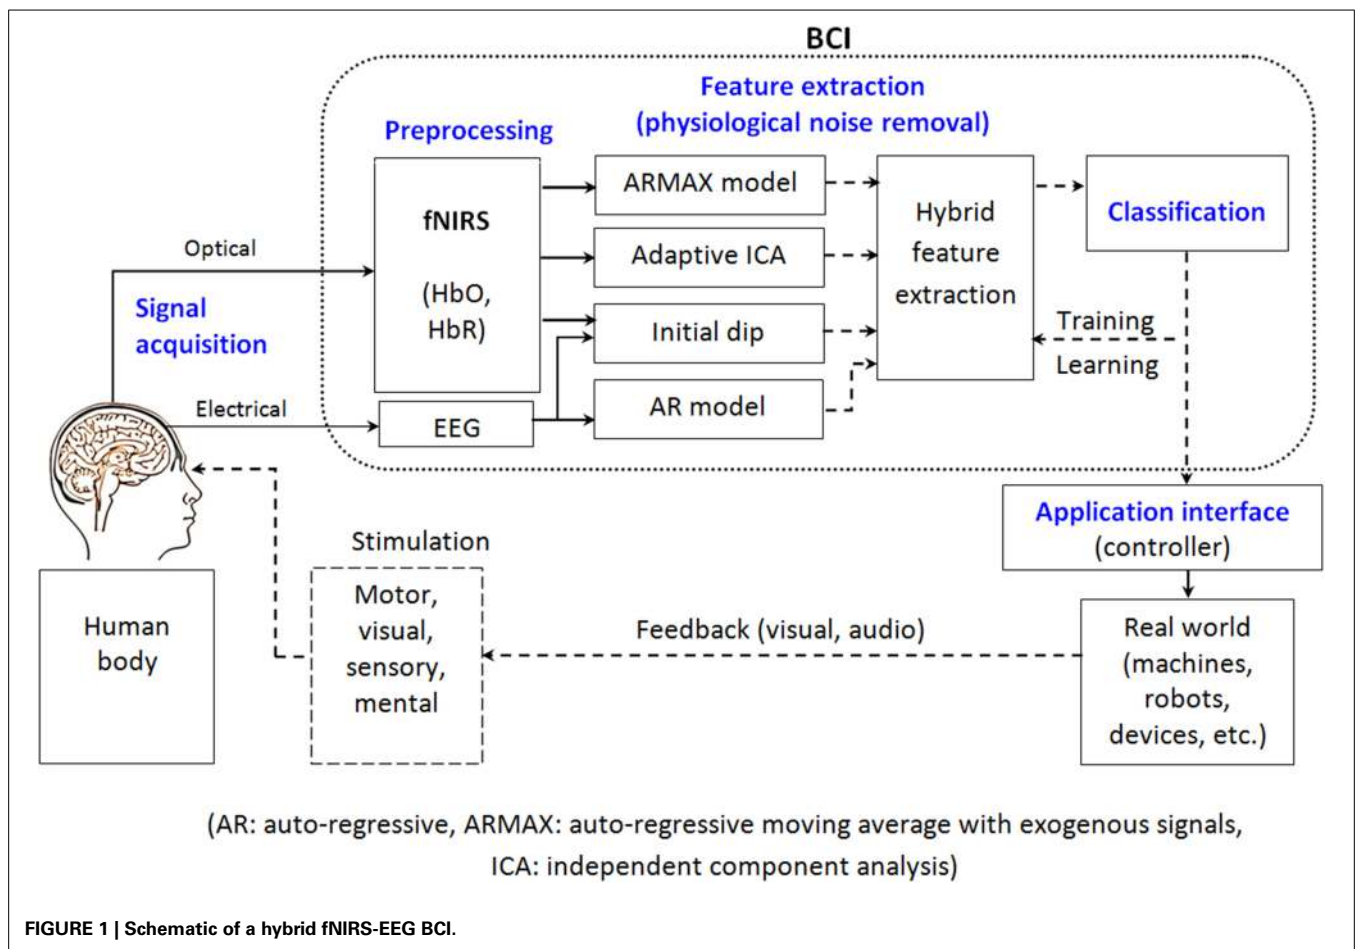 BCI
Feature extraction
(physiological noise removal)
Preprocessing
fNIRS
(HbO,
HbR)
EEG
ARMAX model
Adaptive ICA
Initial dip
AR model
Hybrid
feature
extraction
Classification
Training
Learning
Optical
Signal
acquisition
Electrical
Application interface
(controller)
Real world
(machines,
robots,
devices, etc.)
Feedback (visual, audio)
Stimulation
Motor,
visual,
sensory,
mental
Human
body
(AR: auto-regressive, ARMAX: auto-regressive moving average with exogenous signals,
ICA: independent component analysis)
FIGURE 1 | Schematic of a hybrid fNIRS-EEG BCI.